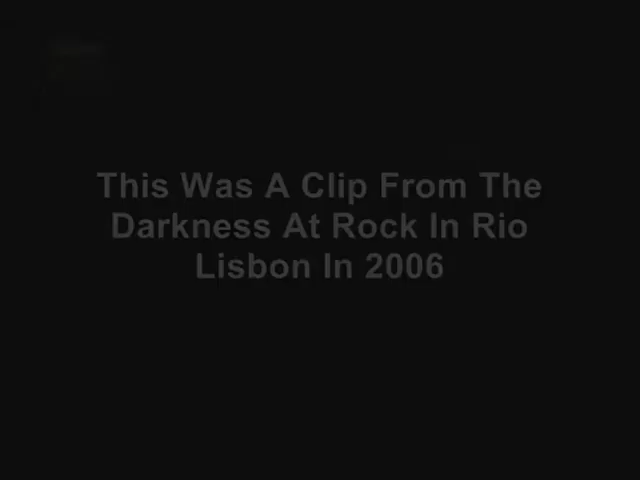 This Was A Clip From The
Darkness At Rock In Rio
Lisbon In 2006